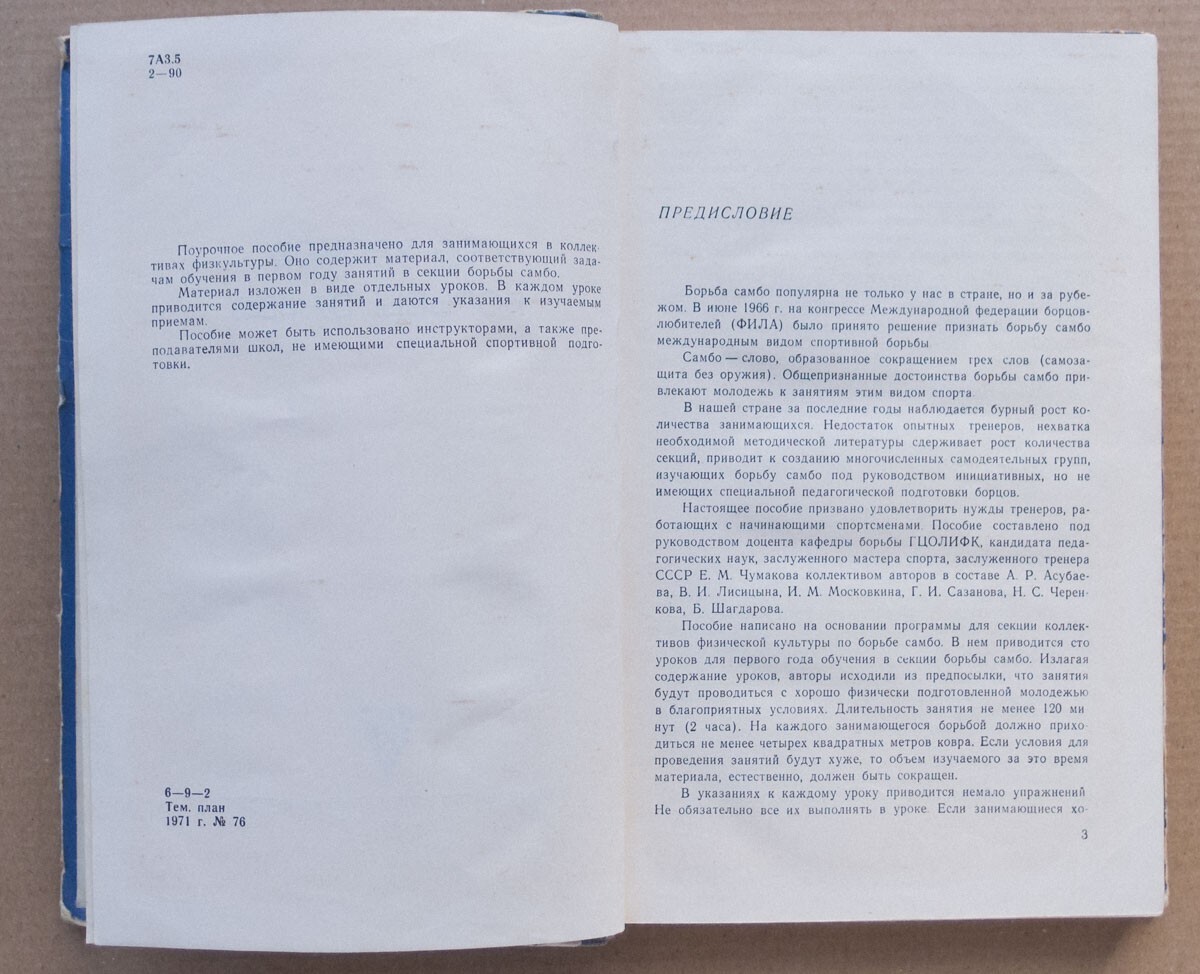 7А3.5
2—90
Поурочное пособие предназначено для занимающихся в коллек-
тивах физкультуры. Оно содержит материал, соответствующий зада-
чам обучения в первом году занятий в секции борьбы самбо.
Материал изложен в виде отдельных уроков. В каждом уроке
приводится содержание занятий и даются указания к изучаемым
приемам.
Пособие может быть использовано инструкторами, а также пре-
подавателями школ, не имеющими специальной спортивной подго-
товки.
6—9—2
Тем. план
1971 г. № 76
ПРЕДИСЛОВИЕ
Борьба самбо популярна не только у нас в стране, но и за рубе-
жом. В июне 1966 г. на конгрессе Международной федерации борцов-
любителей (ФИЛА) было принято решение признать борьбу самбо
международным видом спортивной борьбы
Самбо — слово, образованное сокращением трех слов (самоза-
щита без оружия). Общепризнанные достоинства борьбы самбо при-
влекают молодежь к занятиям этим видом спорта.
В нашей стране за последние годы наблюдается бурный рост ко-
личества занимающихся. Недостаток опытных тренеров, нехватка
необходимой методической литературы сдерживает рост количества
секций, приводит к созданию многочисленных самодеятельных групп,
изучающих борьбу самбо под руководством инициативных, но не
имеющих специальной педагогической подготовки борцов.
Настоящее пособие призвано удовлетворить нужды тренеров, ра-
ботающих с начинающими спортсменами. Пособие составлено под
руководством доцента кафедры борьбы ГЦОЛИФК, кандидата педа-
гогических наук, заслуженного мастера спорта, заслуженного тренера
СССР Е. М. Чумакова коллективом авторов в составе А. Р. Асубае-
ва, В. И. Лисицына, И. М. Московкина, Г. И. Сазанова, Н. С. Черен-
кова, Б. Шагдарова.
Пособие написано на основании программы для секции коллек-
тивов физической культуры по борьбе самбо. В нем приводится сто
уроков для первого года обучения в секции борьбы самбо. Излагая
содержание уроков, авторы исходили из предпосылки, что занятия
будут проводиться с хорошо физически подготовленной молодежью
в благоприятных условиях. Длительность занятия не менее 120 ми
нут (2 часа). На каждого занимающегося борьбой должно прихо-
диться не менее четырех квадратных метров ковра. Если условия для
проведения занятий будут хуже, то объем изучаемого за это время
материала, естественно, должен быть сокращен.
В указаниях к каждому уроку приводится немало упражнений
Не обязательно все их выполнять в уроке. Если занимающиеся хо-
3